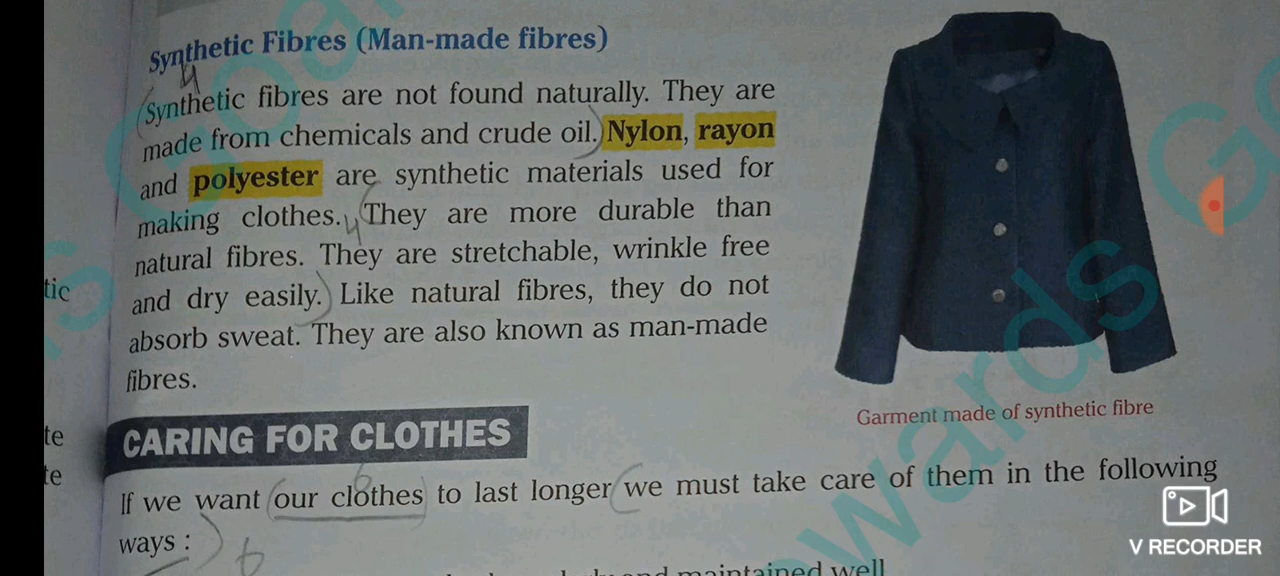 Synthetic Fibres (Man-made fibres)
Synthetic fibres are not found naturally. They are
made from chemicals and crude oil. Nylon, rayon
and polyester are synthetic materials used for
making clothes. They are more durable than
natural fibres. They are stretchable, wrinkle free
and dry easily. Like natural fibres, they do not
absorb sweat. They are also known as man-made
fibres.
Garment made of synthetic fibre
tic
te
te
CARING FOR CLOTHES
If we want our clothes to last longer we must take care of them in the following
ways :
and maintained well
V RECORDER